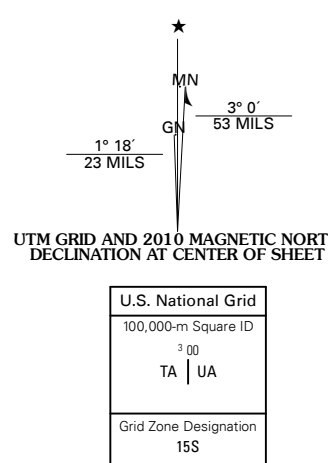 ★
MN
3° 0´
53 MILS
GN
1° 18´
23 MILS
UTM GRID AND 2010 MAGNETIC NORT
DECLINATION AT CENTER OF SHEET
U.S. National Grid
100,000-m Square ID
3 00
TA | UA
Grid Zone Designation
15S